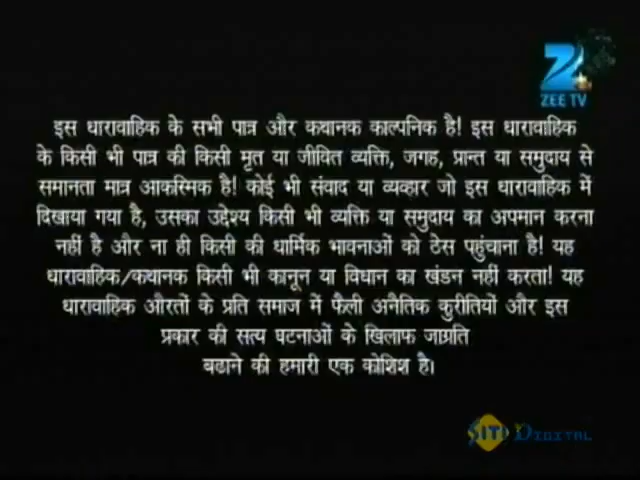 ZEE TV
इस धारावाहिक के सभी पात्र और कथानक काल्पनिक है! इस धारावाहिक
के किसी भी पात्र की किसी मृत या जीवित व्यक्ति, जगह, प्रान्त या समुदाय से
समानता मात्र आकस्मिक है! कोई भी संवाद या व्यव्हार जो इस धारावाहिक में
दिखाया गया है, उसका उद्देश्य किसी भी व्यक्ति या समुदाय का अपमान करना
नहीं है और ना ही किसी की धार्मिक भावनाओं को ठेस पहुंचाना है! यह
धारावाहिक/कथानक किसी भी कानून या विधान का खंडन नहीं करता! यह
धारावाहिक औरतों के प्रति समाज में फैली अनैतिक कुरीतियों और इस
प्रकार की सत्य घटनाओं के खिलाफ जाग्रति
बढाने की हमारी एक कोशिश है।
SITI DIGITAL